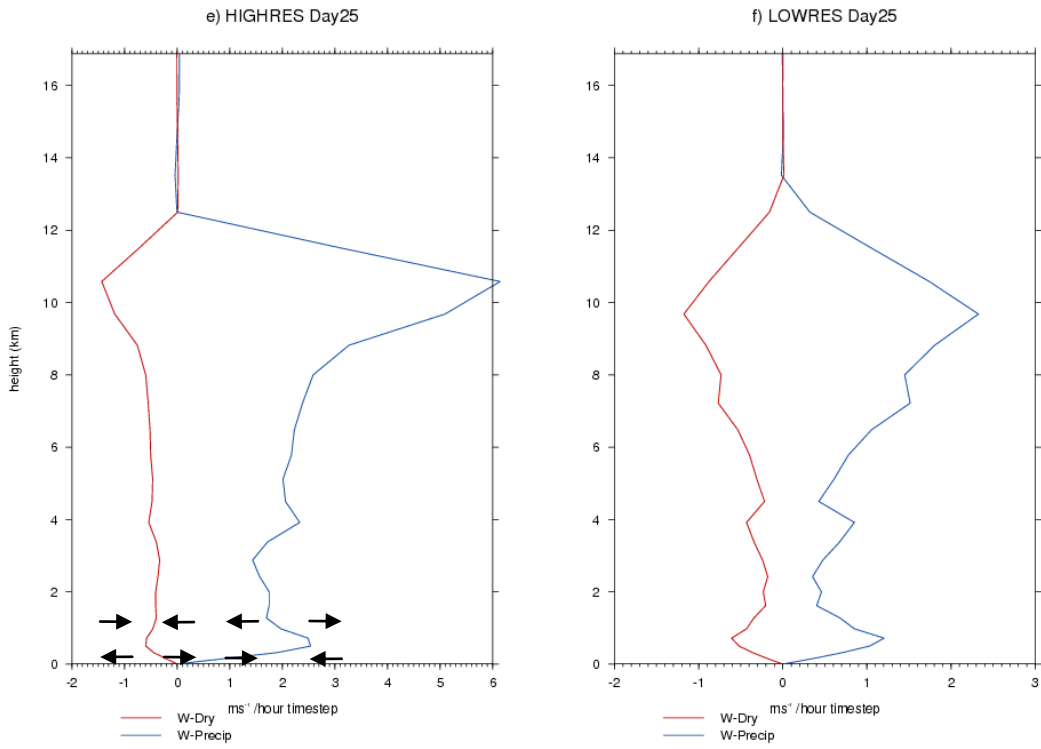 e) HIGHRES Day25
16
14
12
10
8
6
4
2
0
height (km)
-2 -1 0 1 2 3 4 5 6
ms⁻¹ /hour timestep
W-Dry
W-Precip
f) LOWRES Day25
16
14
12
10
8
6
4
2
0
-2 -1 0 1 2 3
ms⁻¹ /hour timestep
W-Dry
W-Precip